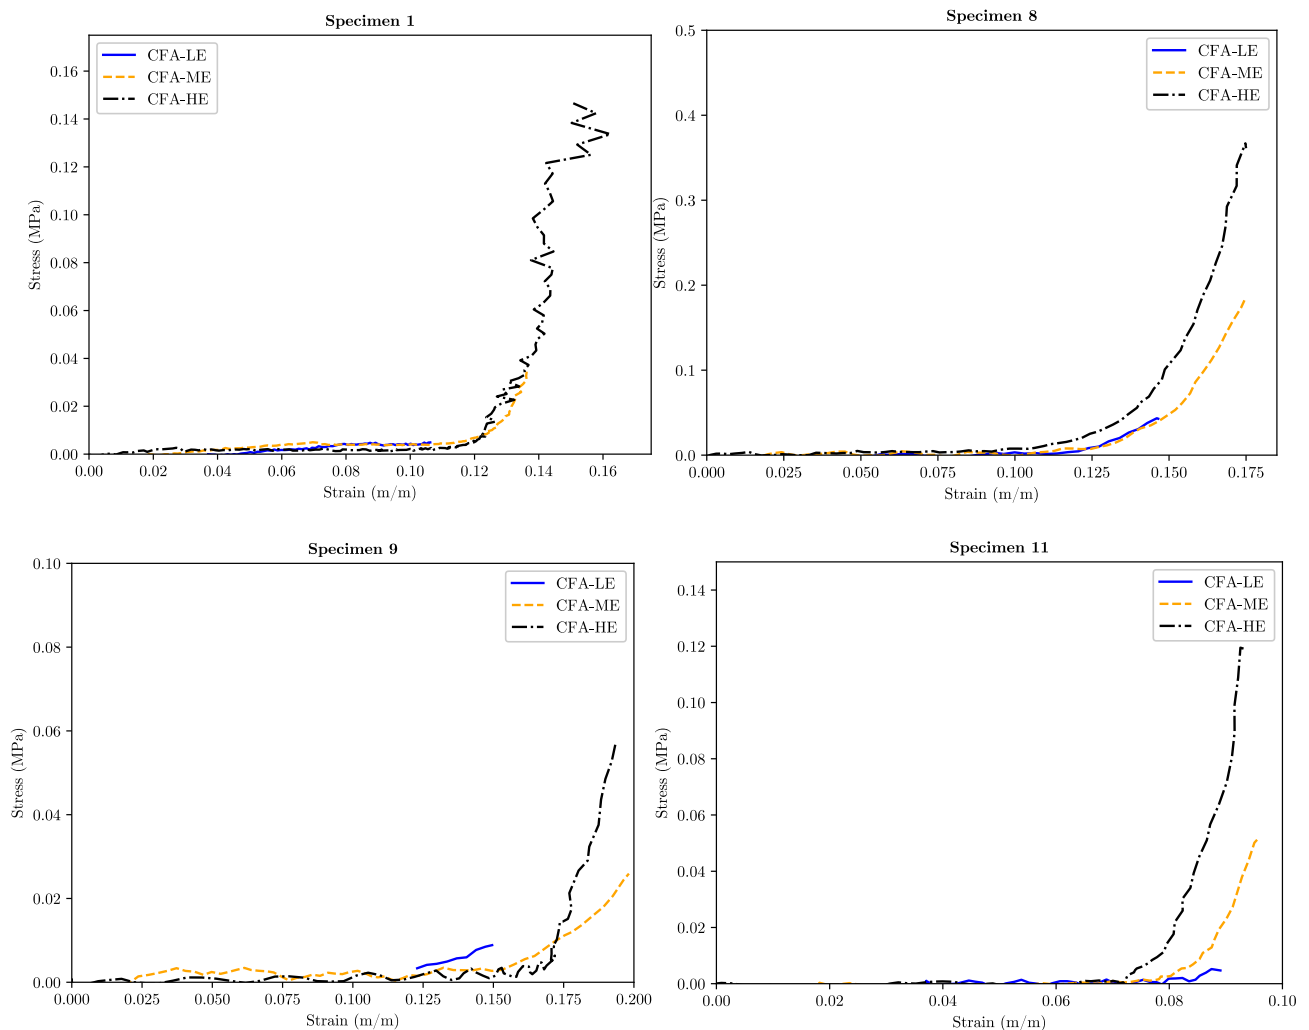 Specimen 1
CFA-LE
CFA-ME
CFA-HE
Stress (MPa)
0.16
0.14
0.12
0.10
0.08
0.06
0.04
0.02
0.00
0.00 0.02 0.04 0.06 0.08 0.10 0.12 0.14 0.16
Strain (m/m)
Specimen 8
CFA-LE
CFA-ME
CFA-HE
Stress (MPa)
0.5
0.4
0.3
0.2
0.1
0.0
0.000 0.025 0.050 0.075 0.100 0.125 0.150 0.175
Strain (m/m)
Specimen 9
CFA-LE
CFA-ME
CFA-HE
Stress (MPa)
0.10
0.08
0.06
0.04
0.02
0.00
0.000 0.025 0.050 0.075 0.100 0.125 0.150 0.175 0.200
Strain (m/m)
Specimen 11
CFA-LE
CFA-ME
CFA-HE
Stress (MPa)
0.14
0.12
0.10
0.08
0.06
0.04
0.02
0.00
0.00 0.02 0.04 0.06 0.08 0.10
Strain (m/m)